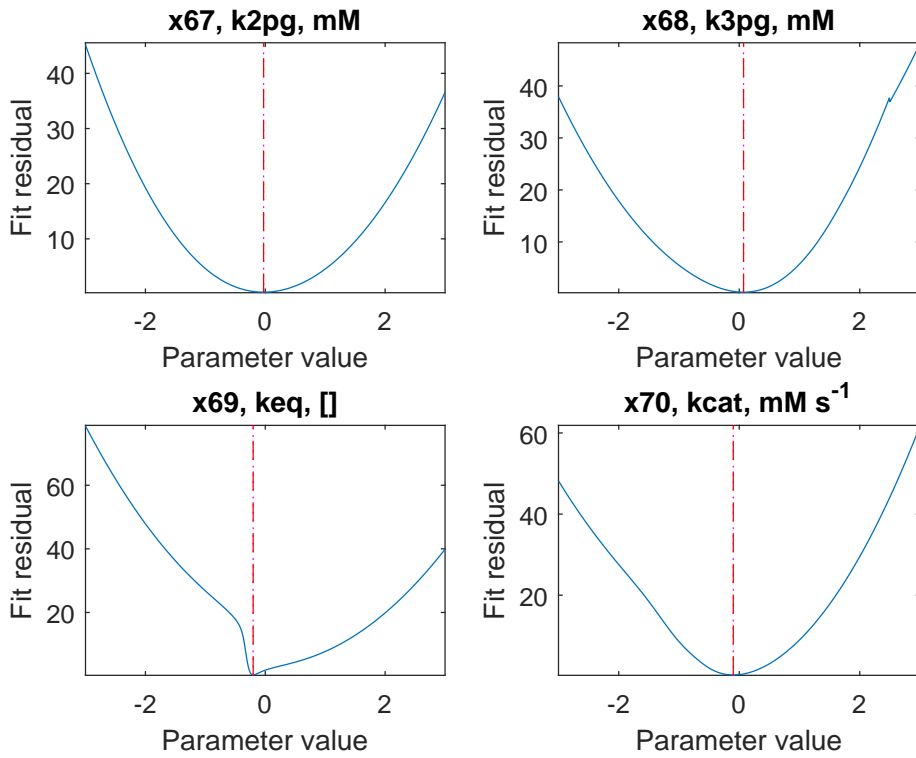 x67, k2pg, mM
40
30
20
10
Fit residual
-2 0 2
Parameter value
x68, k3pg, mM
40
30
20
10
Fit residual
-2 0 2
Parameter value
x69, keq, []
60
40
20
Fit residual
-2 0 2
Parameter value
x70, kcat, mM s⁻¹
60
40
20
Fit residual
-2 0 2
Parameter value